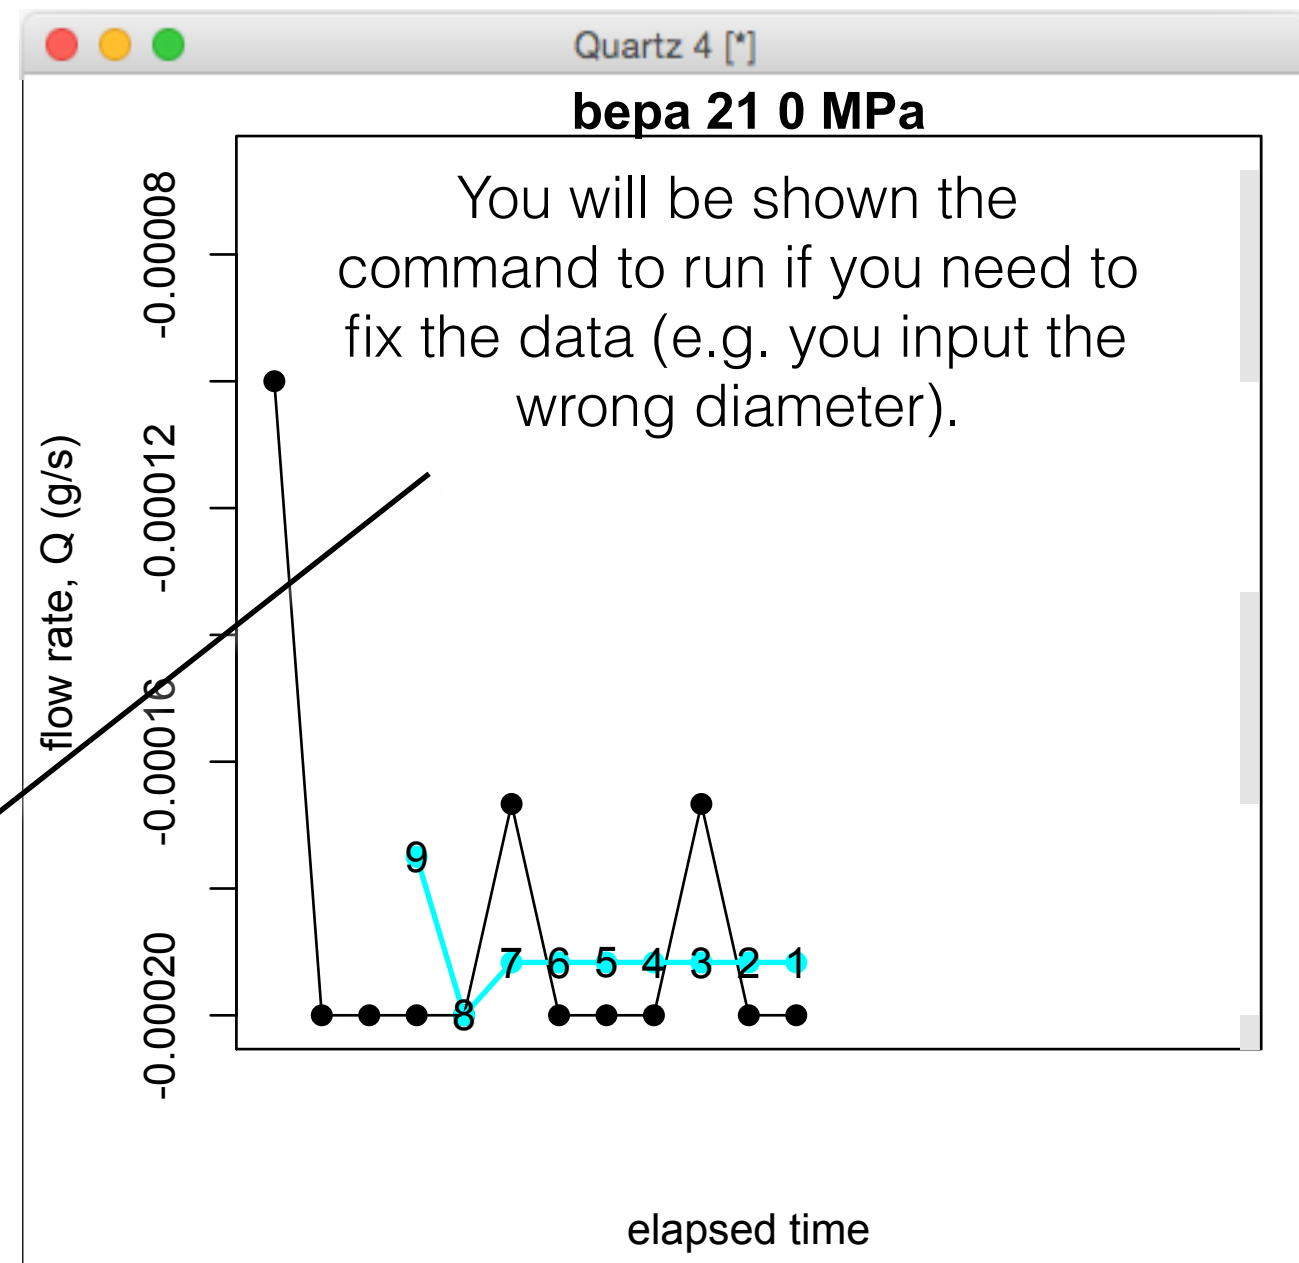 Quartz 4 [*]
bepa 21 0 MPa
You will be shown the
command to run if you need to
fix the data (e.g. you input the
wrong diameter).
flow rate, Q (g/s)
-0.00008
-0.00012
-0.00016
-0.00020
9
8
7 6 5 4 3 2 1
elapsed time